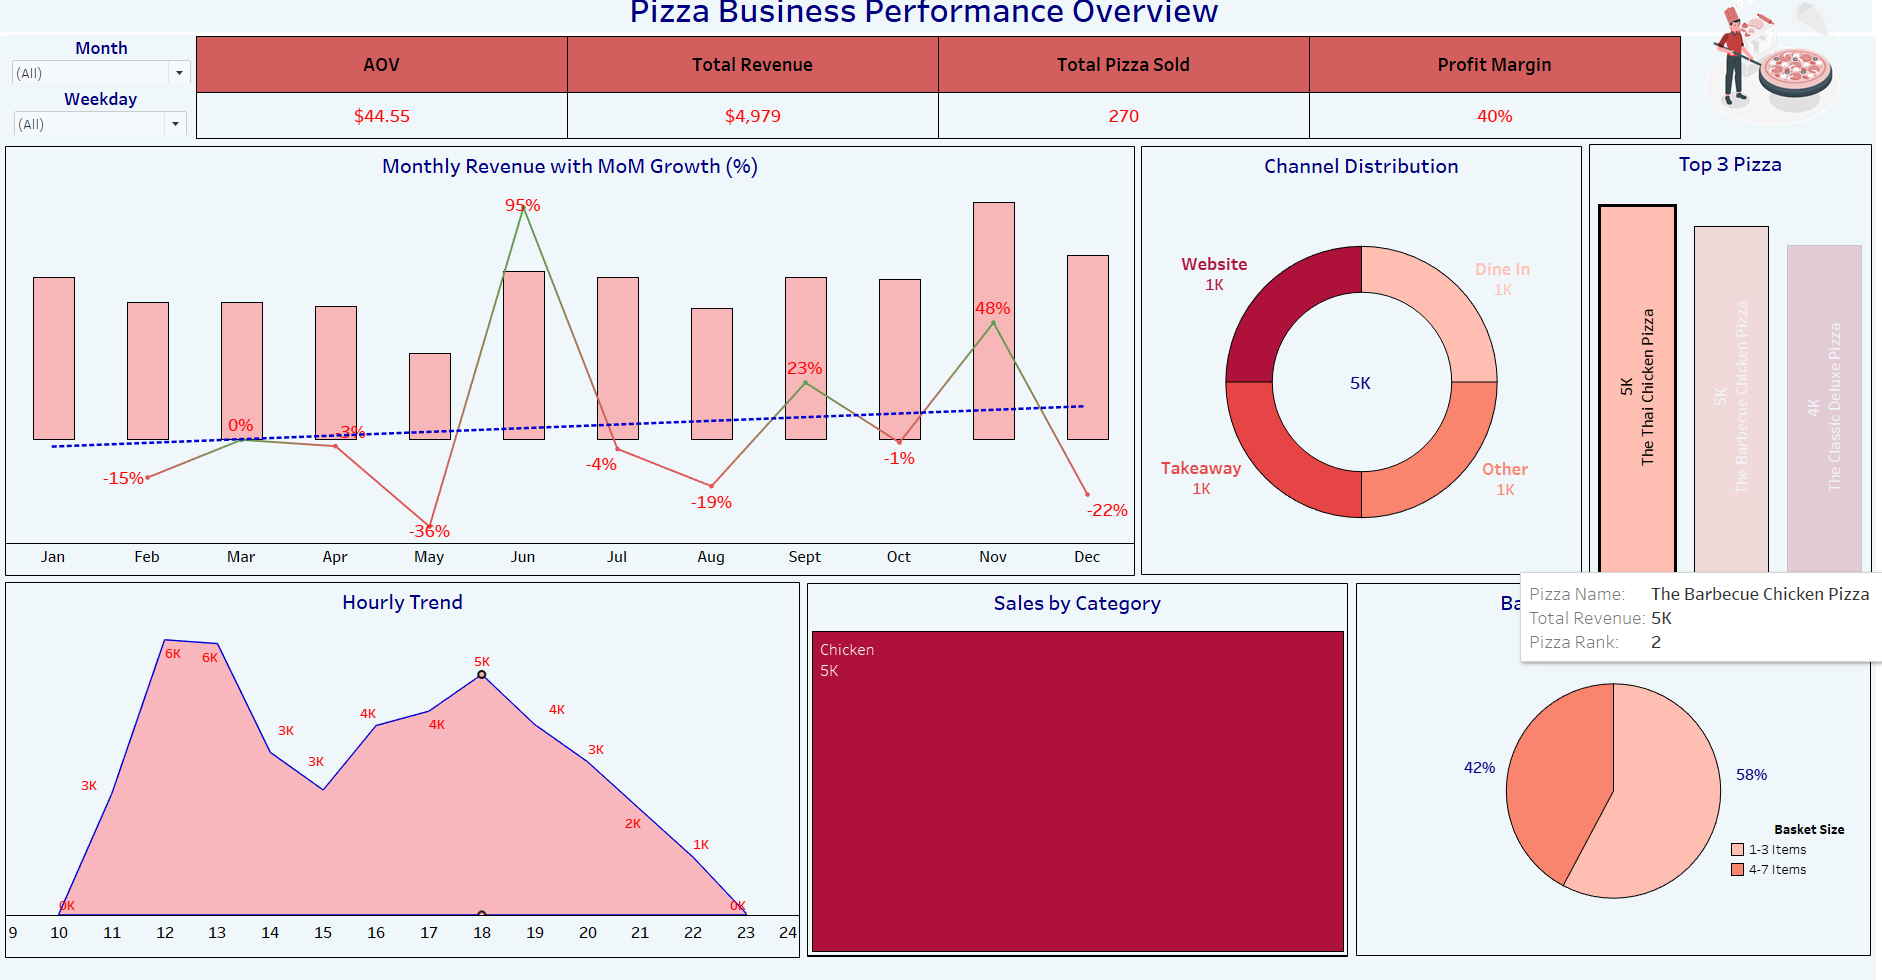 Pizza Business Performance Overview
Month
(All)
Weekday
(All)
AOV
Total Revenue
Total Pizza Sold
Profit Margin
$44.55
$4,979
270
40%
Monthly Revenue with MoM Growth (%)
-15%
0%
-3%
-36%
95%
-4%
-19%
23%
-1%
48%
-22%
Jan
Feb
Mar
Apr
May
Jun
Jul
Aug
Sept
Oct
Nov
Dec
Channel Distribution
Website
1K
Dine In
1K
5K
Takeaway
1K
Other
1K
Top 3 Pizza
5K
The Thai Chicken Pizza
5K
The Barbecue Chicken Pizza
4K
The Classic Deluxe Pizza
Pizza Name: The Barbecue Chicken Pizza
Total Revenue: 5K
Pizza Rank: 2
Hourly Trend
0K
3K
6K
6K
3K
3K
4K
4K
5K
4K
3K
2K
1K
0K
9
10
11
12
13
14
15
16
17
18
19
20
21
22
23
24
Sales by Category
Chicken
5K
Ba
42%
58%
Basket Size
1-3 Items
4-7 Items